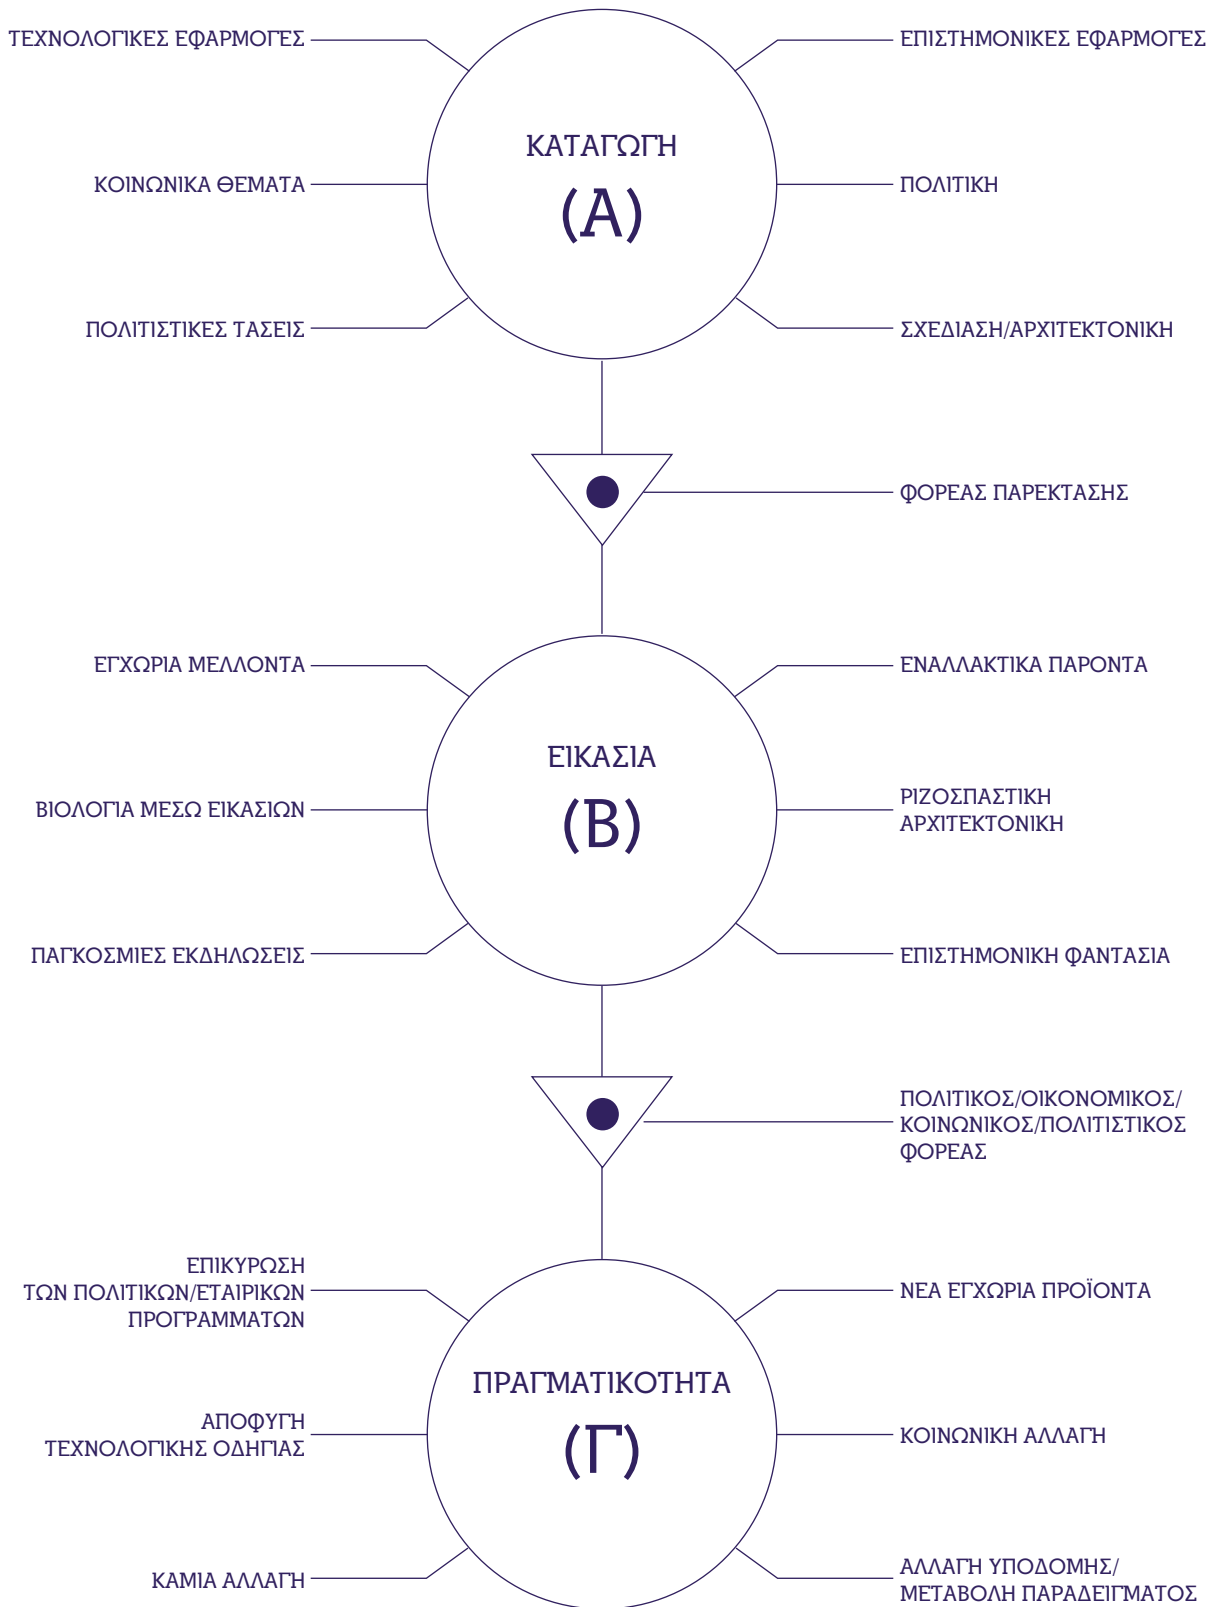 ΤΕΧΝΟΛΟΓΙΚΕΣ ΕΦΑΡΜΟΓΕΣ
ΕΠΙΣΤΗΜΟΝΙΚΕΣ ΕΦΑΡΜΟΓΕΣ
ΚΑΤΑΓΩΓΗ
(Α)
ΚΟΙΝΩΝΙΚΑ ΘΕΜΑΤΑ
ΠΟΛΙΤΙΚΗ
ΠΟΛΙΤΙΣΤΙΚΕΣ ΤΑΣΕΙΣ
ΣΧΕΔΙΑΣΗ/ΑΡΧΙΤΕΚΤΟΝΙΚΗ
ΦΟΡΕΑΣ ΠΑΡΕΚΤΑΣΗΣ
ΕΓΧΩΡΙΑ ΜΕΛΛΟΝΤΑ
ΕΝΑΛΛΑΚΤΙΚΑ ΠΑΡΟΝΤΑ
ΕΙΚΑΣΙΑ
(Β)
ΒΙΟΛΟΓΙΑ ΜΕΣΩ ΕΙΚΑΣΙΩΝ
ΡΙΖΟΣΠΑΣΤΙΚΗ
ΑΡΧΙΤΕΚΤΟΝΙΚΗ
ΠΑΓΚΟΣΜΙΕΣ ΕΚΔΗΛΩΣΕΙΣ
ΕΠΙΣΤΗΜΟΝΙΚΗ ΦΑΝΤΑΣΙΑ
ΠΟΛΙΤΙΚΟΣ/ΟΙΚΟΝΟΜΙΚΟΣ/
ΚΟΙΝΩΝΙΚΟΣ/ΠΟΛΙΤΙΣΤΙΚΟΣ
ΦΟΡΕΑΣ
ΕΠΙΚΥΡΩΣΗ
ΤΩΝ ΠΟΛΙΤΙΚΩΝ/ΕΤΑΙΡΙΚΩΝ
ΠΡΟΓΡΑΜΜΑΤΩΝ
ΝΕΑ ΕΓΧΩΡΙΑ ΠΡΟΪΟΝΤΑ
ΠΡΑΓΜΑΤΙΚΟΤΗΤΑ
(Γ)
ΑΠΟΦΥΓΗ
ΤΕΧΝΟΛΟΓΙΚΗΣ ΟΔΗΓΙΑΣ
ΚΟΙΝΩΝΙΚΗ ΑΛΛΑΓΗ
ΚΑΜΙΑ ΑΛΛΑΓΗ
ΑΛΛΑΓΗ ΥΠΟΔΟΜΗΣ/
ΜΕΤΑΒΟΛΗ ΠΑΡΑΔΕΙΓΜΑΤΟΣ